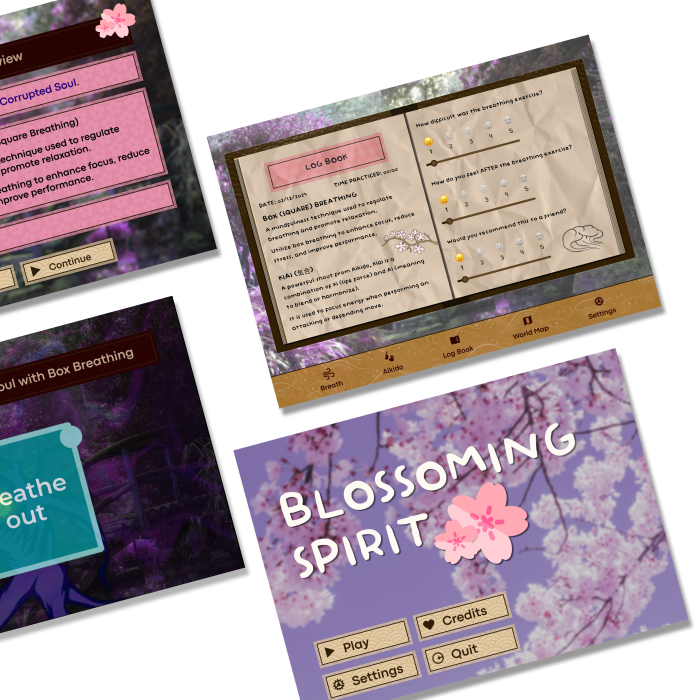 view
Corrupted Soul.
quare Breathing)
echnique used to regulate
promote relaxation.
eathing to enhance focus, reduce
mprove performance.
Continue
LOG BOOK
DATE: 02/12/2025
TIME PRACTICED: 00:00
BOX (SQUARE) BREATHING
A mindfulness technique used to regulate
breathing and promote relaxation.
Utilize box breathing to enhance focus, reduce
stress, and improve performance.
KIAI (気合)
A powerful shout from Aikido, Kiai is a
combination of Ki (life force) and Ai (meaning
to blend or harmonize).
It is used to focus energy when performing an
attacking or defending move.
How difficult was the breathing exercise?
1 2 3 4 5
How do you feel AFTER the breathing exercise?
1 2 3 4 5
Would you recommend this to a friend?
1 2 3 4 5
Breath
Aikido
Log Book
World Map
Settings
oul with Box Breathing
eathe
out
BLOSSOMING
SPIRIT
Play
Credits
Settings
Quit